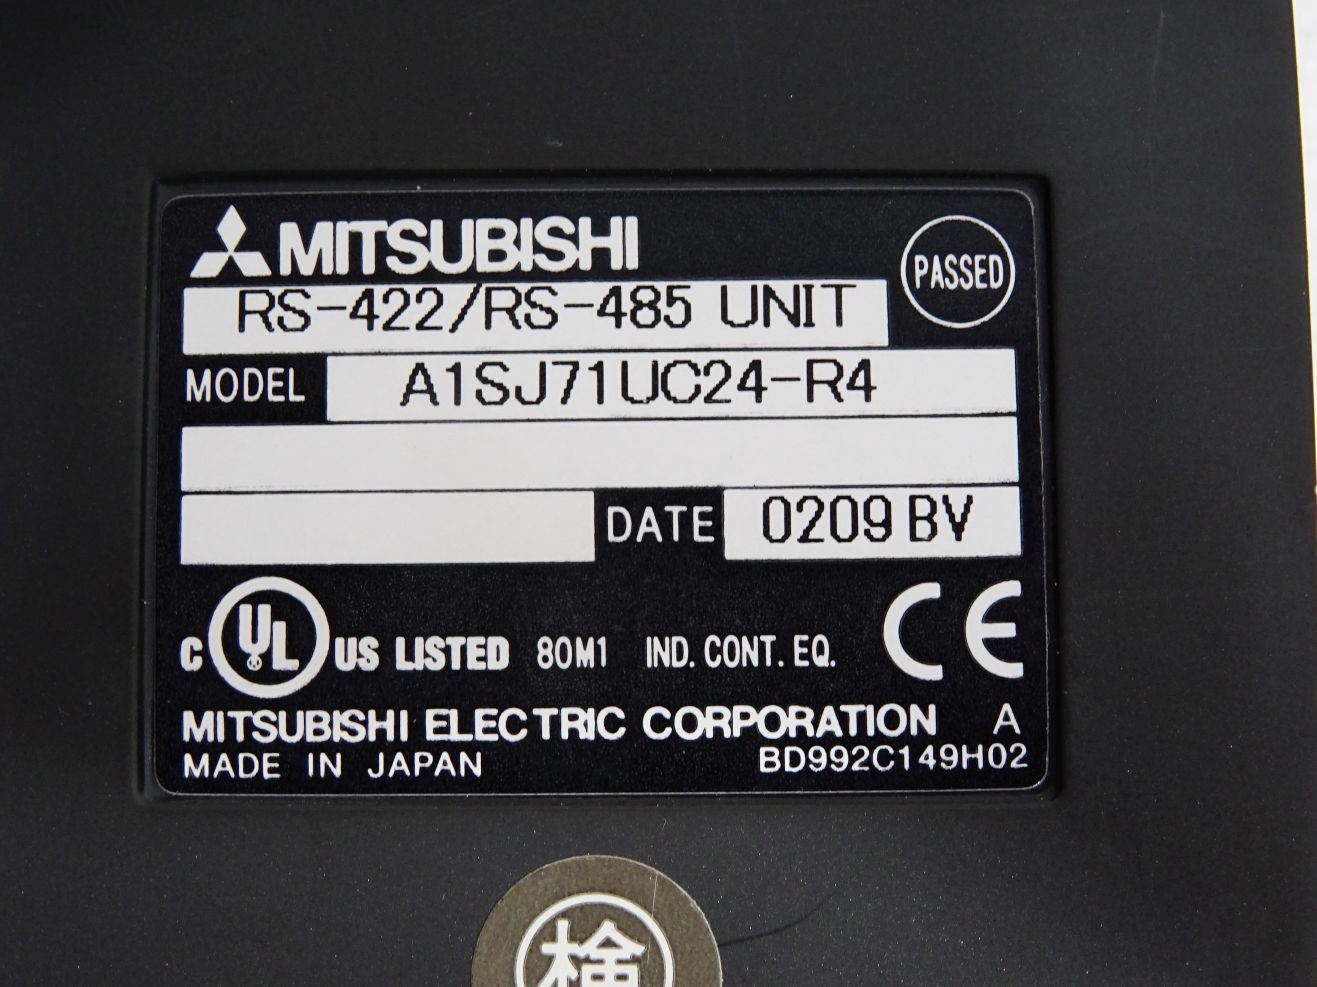 MITSUBISHI
PASSED
RS-422/RS-485 UNIT
MODEL A1SJ71UC24-R4
DATE 0209 BV
C UL US LISTED 80M1 IND. CONT. EQ. CE
MITSUBISHI ELECTRIC CORPORATION A
MADE IN JAPAN BD992C149H02
検